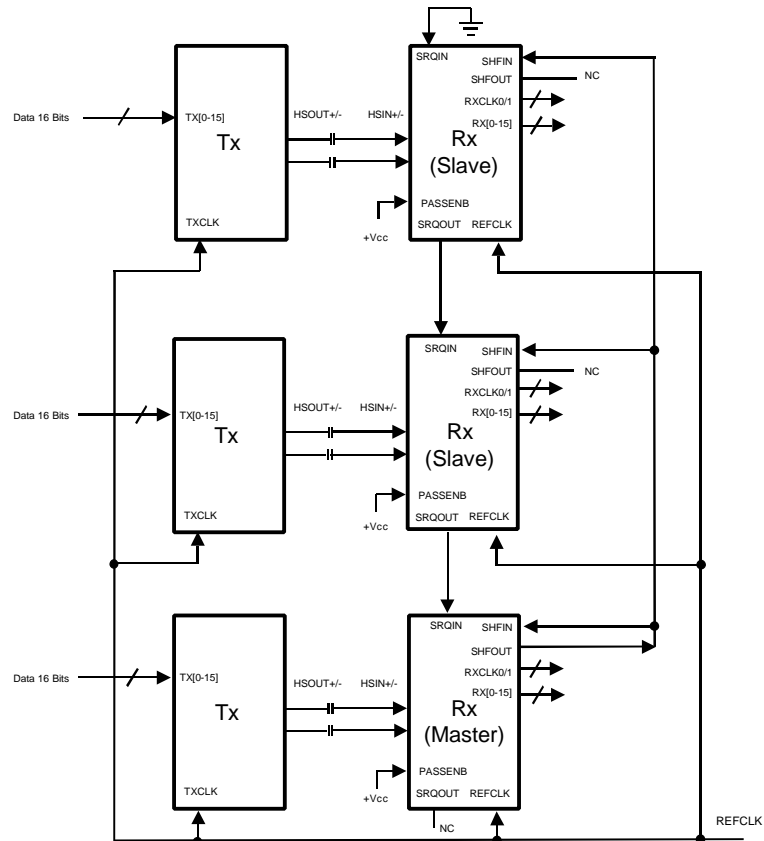 SRQIN
SHFIN
SHFOUT
NC
RXCLK0/1
RX[0-15]
Data 16 Bits
TX[0-15]
Tx
TXCLK
HSOUT+/-
HSIN+/-
Rx
(Slave)
PASSENB
+Vcc
SRQOUT
REFCLK
SRQIN
SHFIN
SHFOUT
NC
RXCLK0/1
RX[0-15]
Data 16 Bits
TX[0-15]
Tx
TXCLK
HSOUT+/-
HSIN+/-
Rx
(Slave)
PASSENB
+Vcc
SRQOUT
REFCLK
SRQIN
SHFIN
SHFOUT
RXCLK0/1
RX[0-15]
Data 16 Bits
TX[0-15]
Tx
TXCLK
HSOUT+/-
HSIN+/-
Rx
(Master)
PASSENB
+Vcc
SRQOUT
REFCLK
NC
REFCLK